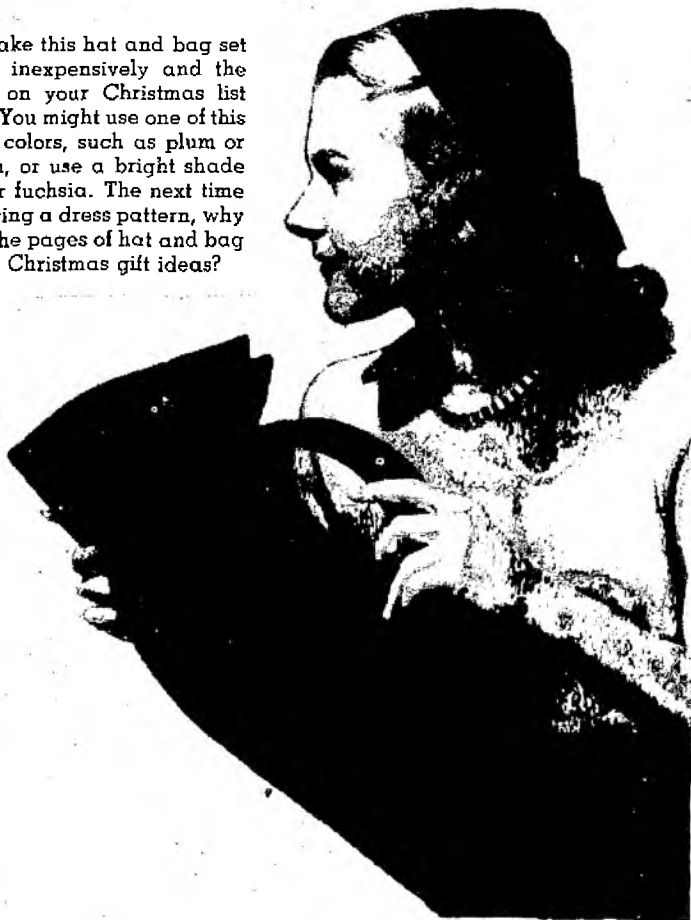 ake this hat and bag set
inexpensively and the
on your Christmas list
You might use one of this
colors, such as plum or
, or use a bright shade
r fuchsia. The next time
ring a dress pattern, why
he pages of hat and bag
Christmas gift ideas?